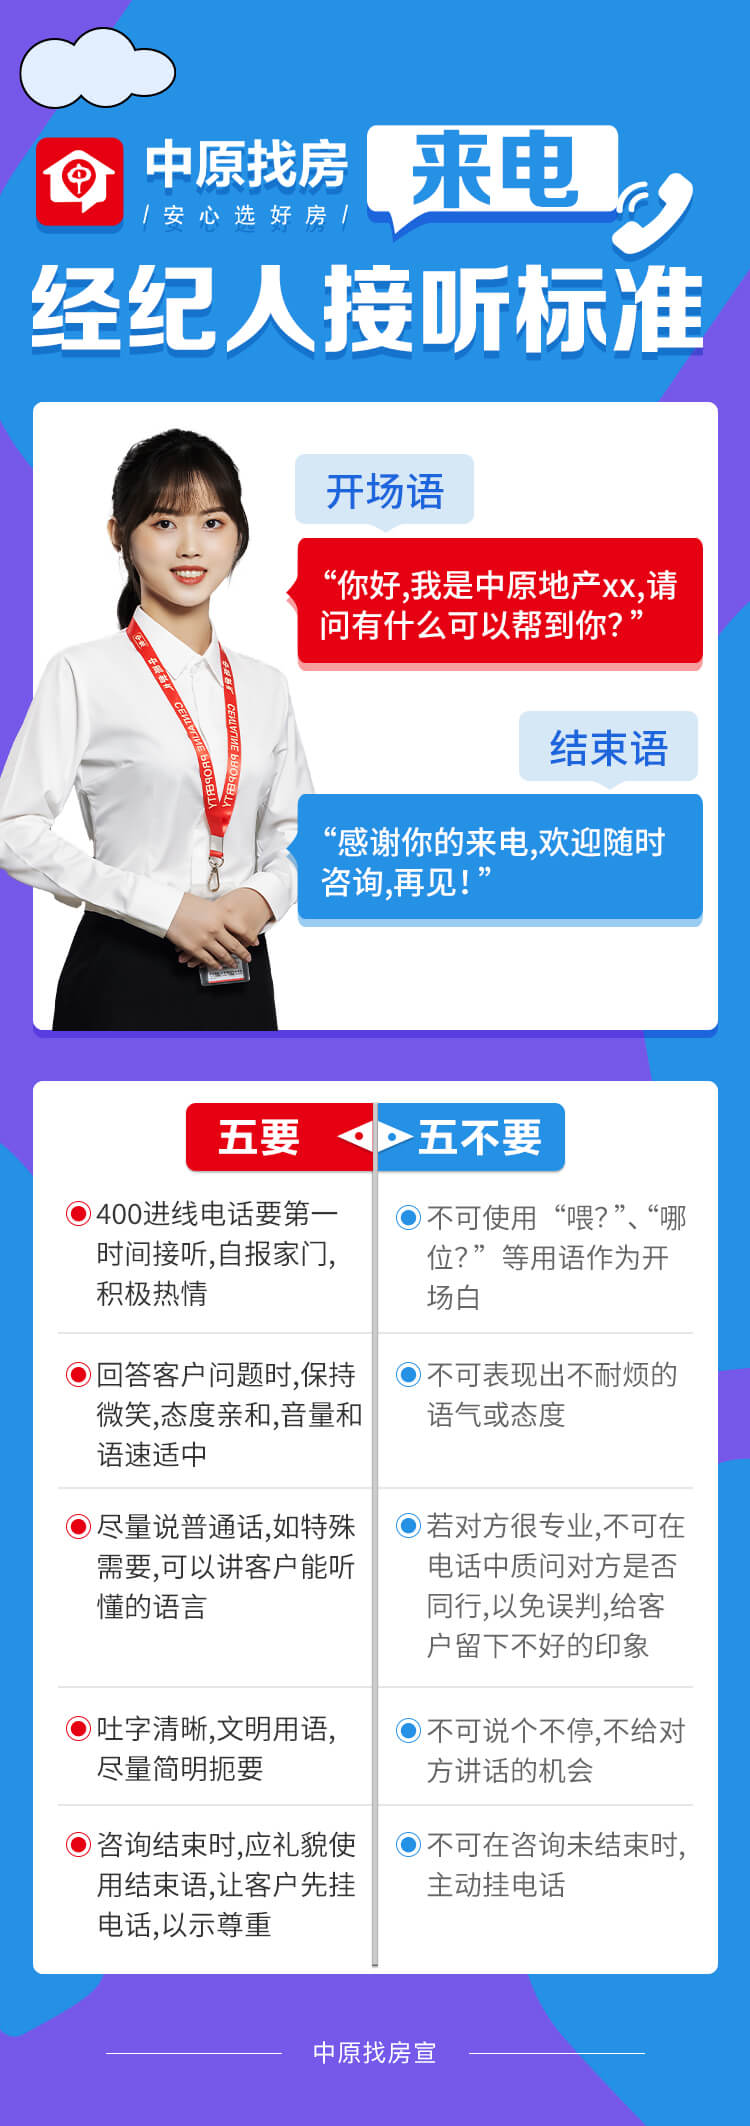 中原找房
/安心选好房/
来电
经纪人接听标准
开场语
“你好,我是中原地产xx,请
问有什么可以帮到你？”
结束语
“感谢你的来电,欢迎随时
咨询,再见！”
中原地产
CENTALINE PROPERTY
CENTALINE PROPERTY
五要
五不要
400进线电话要第一
时间接听,自报家门,
积极热情
不可使用“喂？”、“哪
位？”等用语作为开
场白
回答客户问题时,保持
微笑,态度亲和,音量和
语速适中
不可表现出不耐烦的
语气或态度
尽量说普通话,如特殊
需要,可以讲客户能听
懂的语言
若对方很专业,不可在
电话中质问对方是否
同行,以免误判,给客
户留下不好的印象
吐字清晰,文明用语,
尽量简明扼要
不可说个不停,不给对
方讲话的机会
咨询结束时,应礼貌使
用结束语,让客户先挂
电话,以示尊重
不可在咨询未结束时,
主动挂电话
中原找房宣